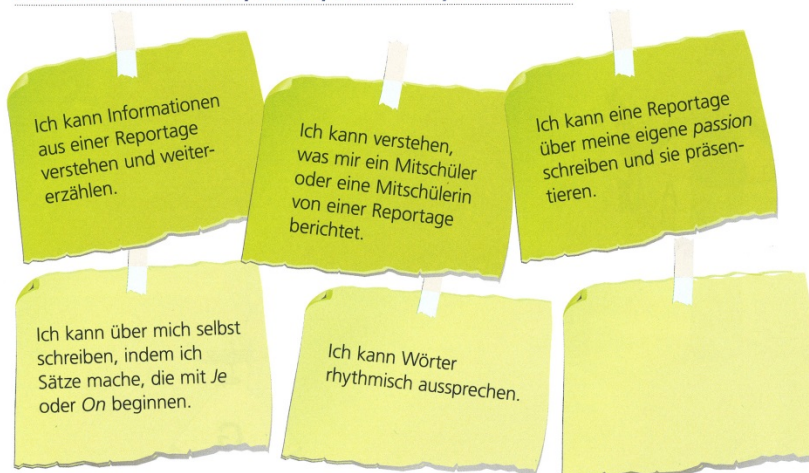 Ich kann Informationen
aus einer Reportage
verstehen und weiter-
erzählen.
Ich kann verstehen,
was mir ein Mitschüler
oder eine Mitschülerin
von einer Reportage
berichtet.
Ich kann eine Reportage
über meine eigene passion
schreiben und sie präsen-
tieren.
Ich kann über mich selbst
schreiben, indem ich
Sätze mache, die mit Je
oder On beginnen.
Ich kann Wörter
rhythmisch aussprechen.